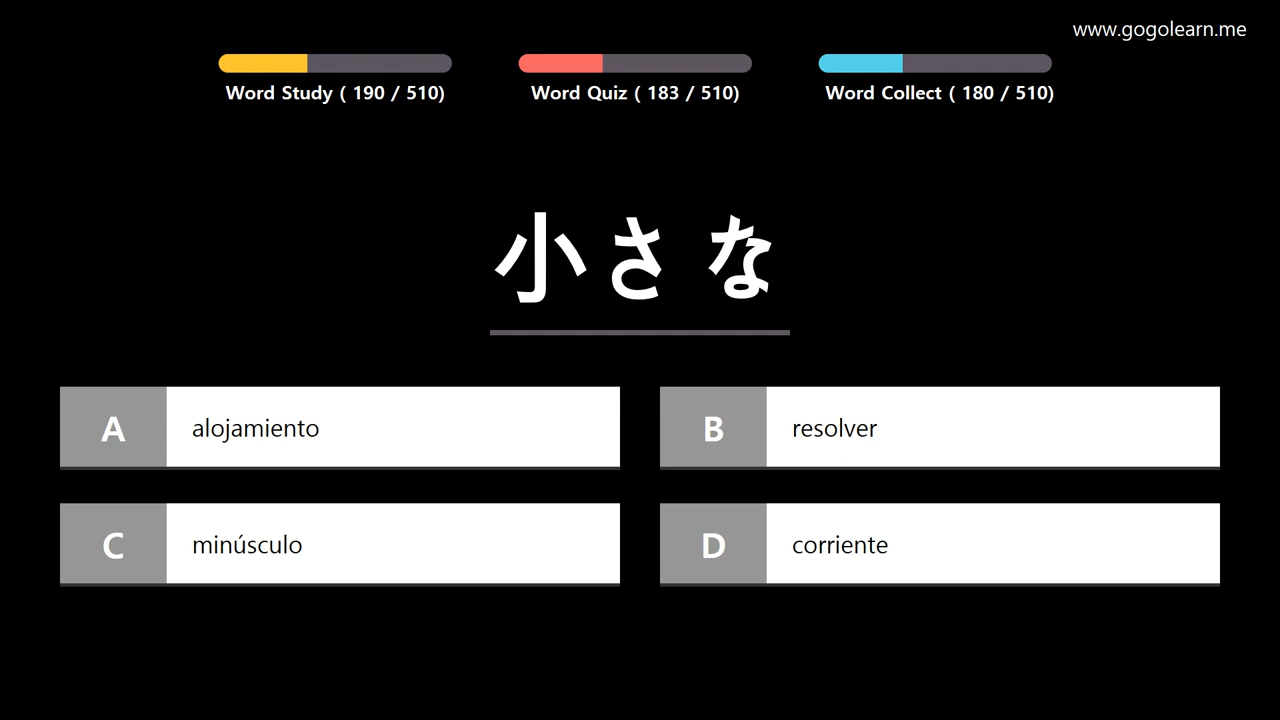 www.gogolearn.me
Word Study ( 190 / 510)
Word Quiz ( 183 / 510)
Word Collect ( 180 / 510)
小さな
A alojamiento
B resolver
C minúsculo
D corriente